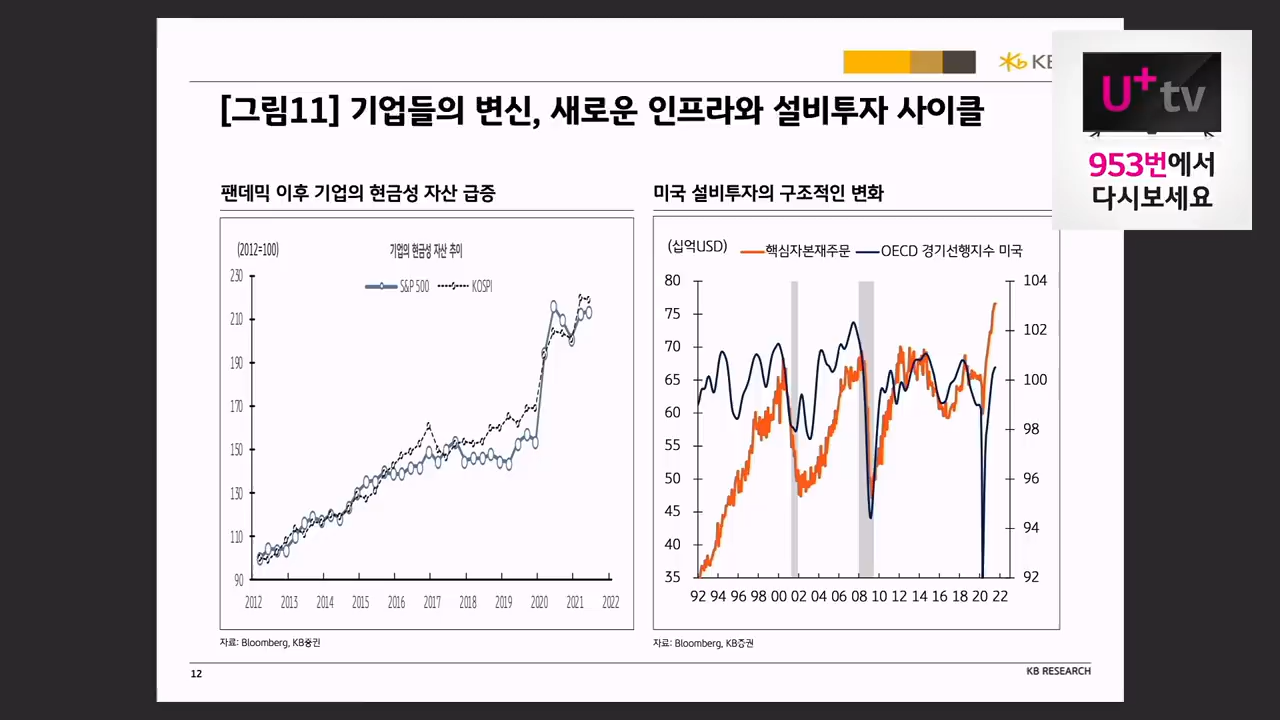 KB
[그림11] 기업들의 변신, 새로운 인프라와 설비투자 사이클
U+ tv
953번에서
다시보세요
팬데믹 이후 기업의 현금성 자산 급증
(2012=100)
기업의 현금성 자산 추이
S&P 500
KOSPI
230
210
190
170
150
130
110
90
2012 2013 2014 2015 2016 2017 2018 2019 2020 2021 2022
자료: Bloomberg, KB증권
미국 설비투자의 구조적인 변화
(십억USD)
핵심자본재주문
OECD 경기선행지수 미국
80
75
70
65
60
55
50
45
40
35
104
102
100
98
96
94
92
92 94 96 98 00 02 04 06 08 10 12 14 16 18 20 22
자료: Bloomberg, KB증권
12
KB RESEARCH